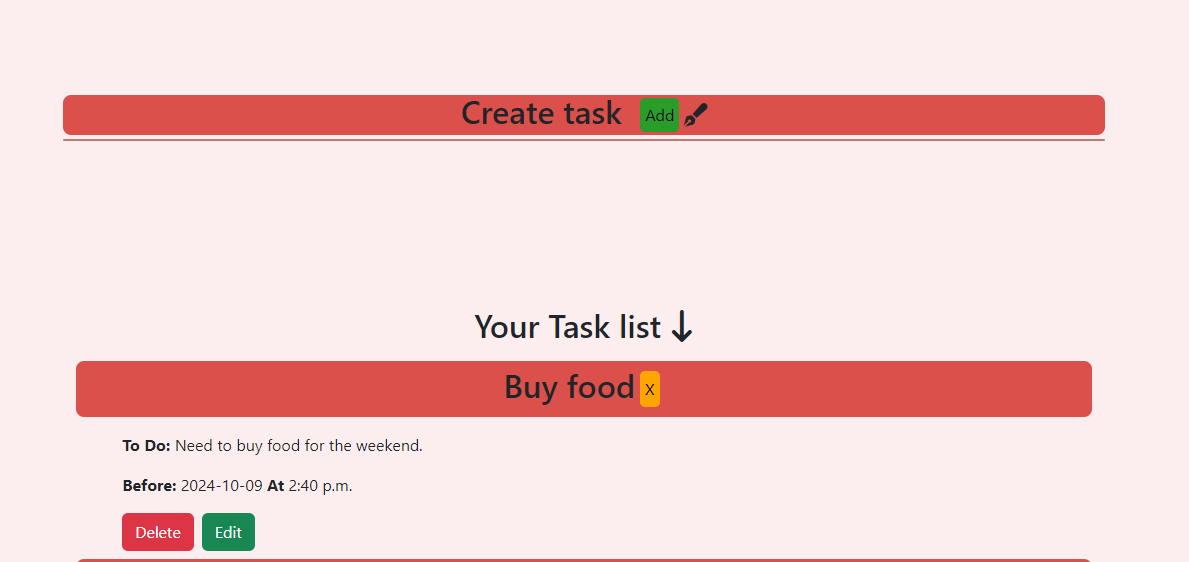 Create task Add
Your Task list
Buy food X
To Do: Need to buy food for the weekend.
Before: 2024-10-09 At 2:40 p.m.
Delete Edit